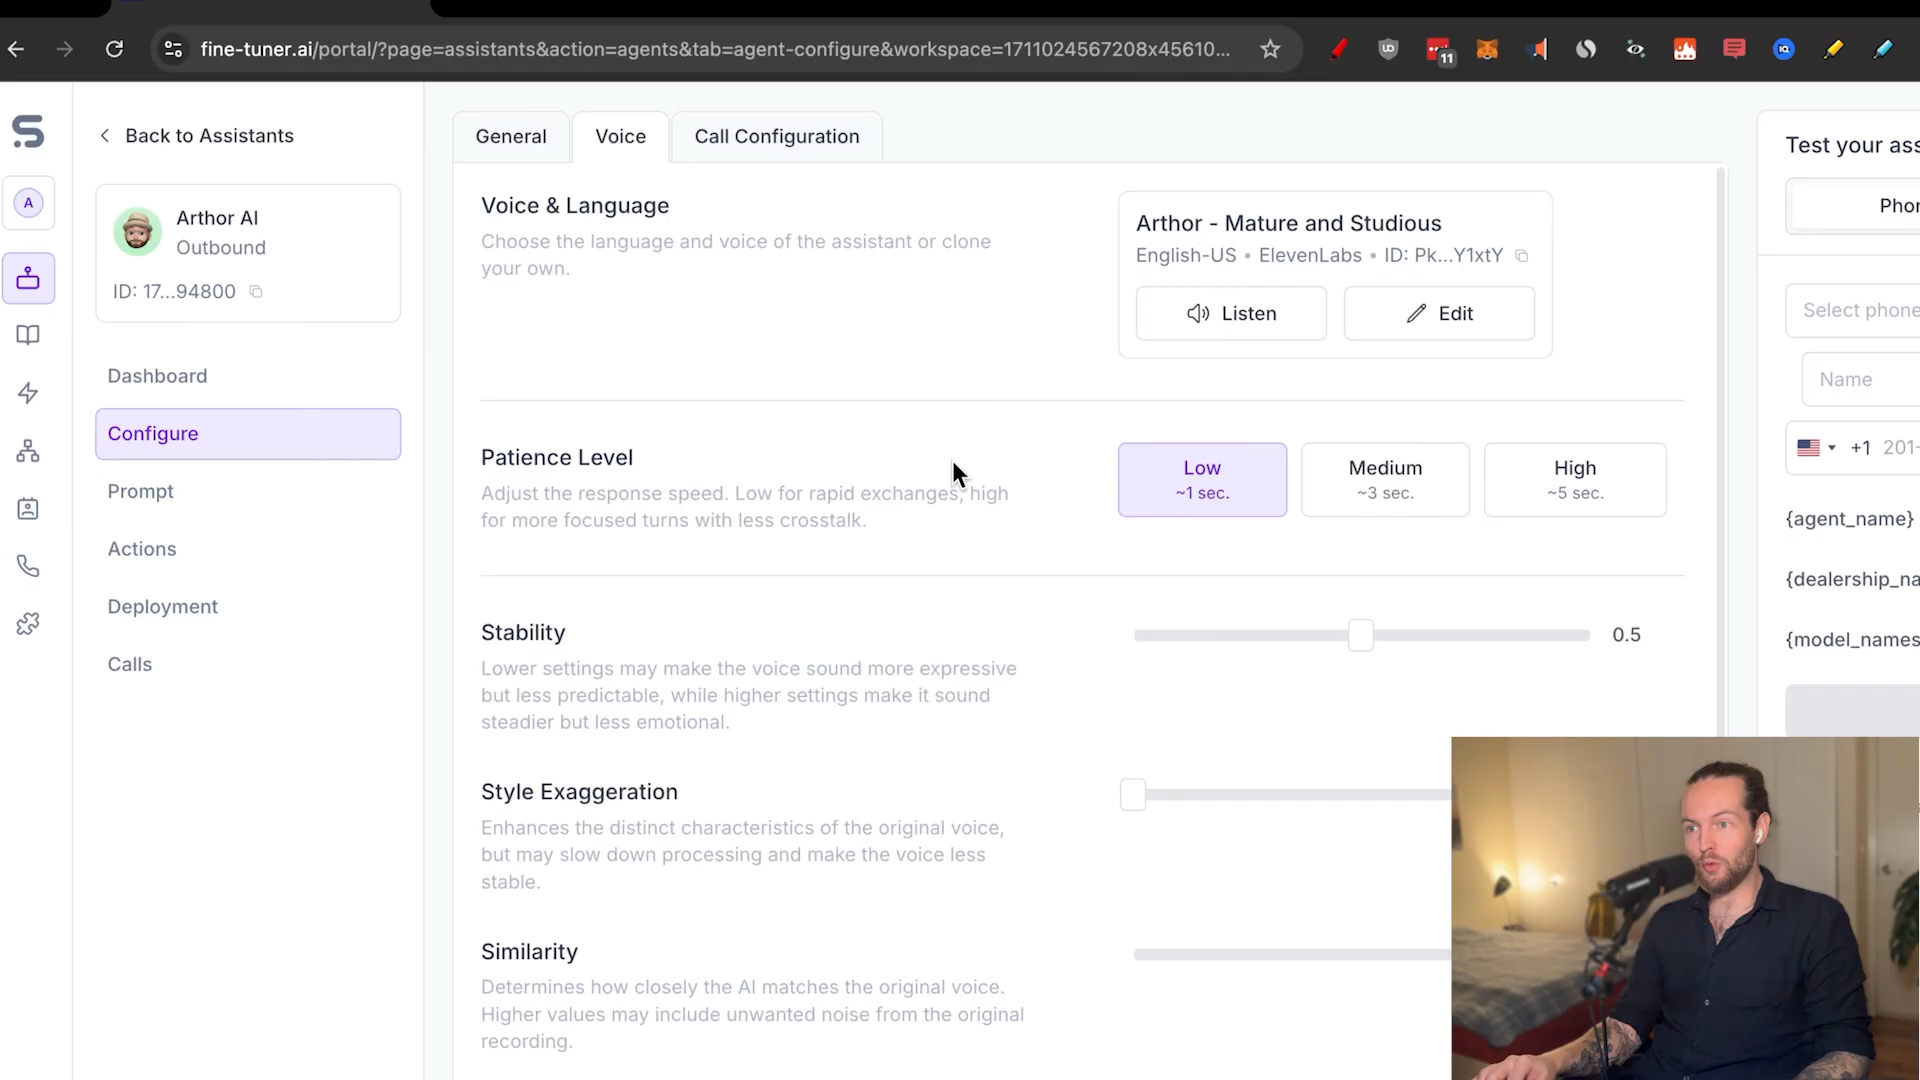 fine-tuner.ai/portal/?page=assistants&action=agents&tab=agent-configure&workspace=1711024567208x45610...
11
Back to Assistants
A
Arthor AI
Outbound
ID: 17...94800
Dashboard
Configure
Prompt
Actions
Deployment
Calls
General
Voice
Call Configuration
Voice & Language
Choose the language and voice of the assistant or clone
your own.
Arthor - Mature and Studious
English-US • ElevenLabs • ID: Pk...Y1xtY
Listen
Edit
Patience Level
Adjust the response speed. Low for rapid exchanges, high
for more focused turns with less crosstalk.
Low
~1 sec.
Medium
~3 sec.
High
~5 sec.
Stability
0.5
Lower settings may make the voice sound more expressive
but less predictable, while higher settings make it sound
steadier but less emotional.
Style Exaggeration
Enhances the distinct characteristics of the original voice,
but may slow down processing and make the voice less
stable.
Similarity
Determines how closely the AI matches the original voice.
Higher values may include unwanted noise from the original
recording.
Test your ass
Phon
Select phone
Name
+1 201-
{agent_name}
{dealership_na
{model_names